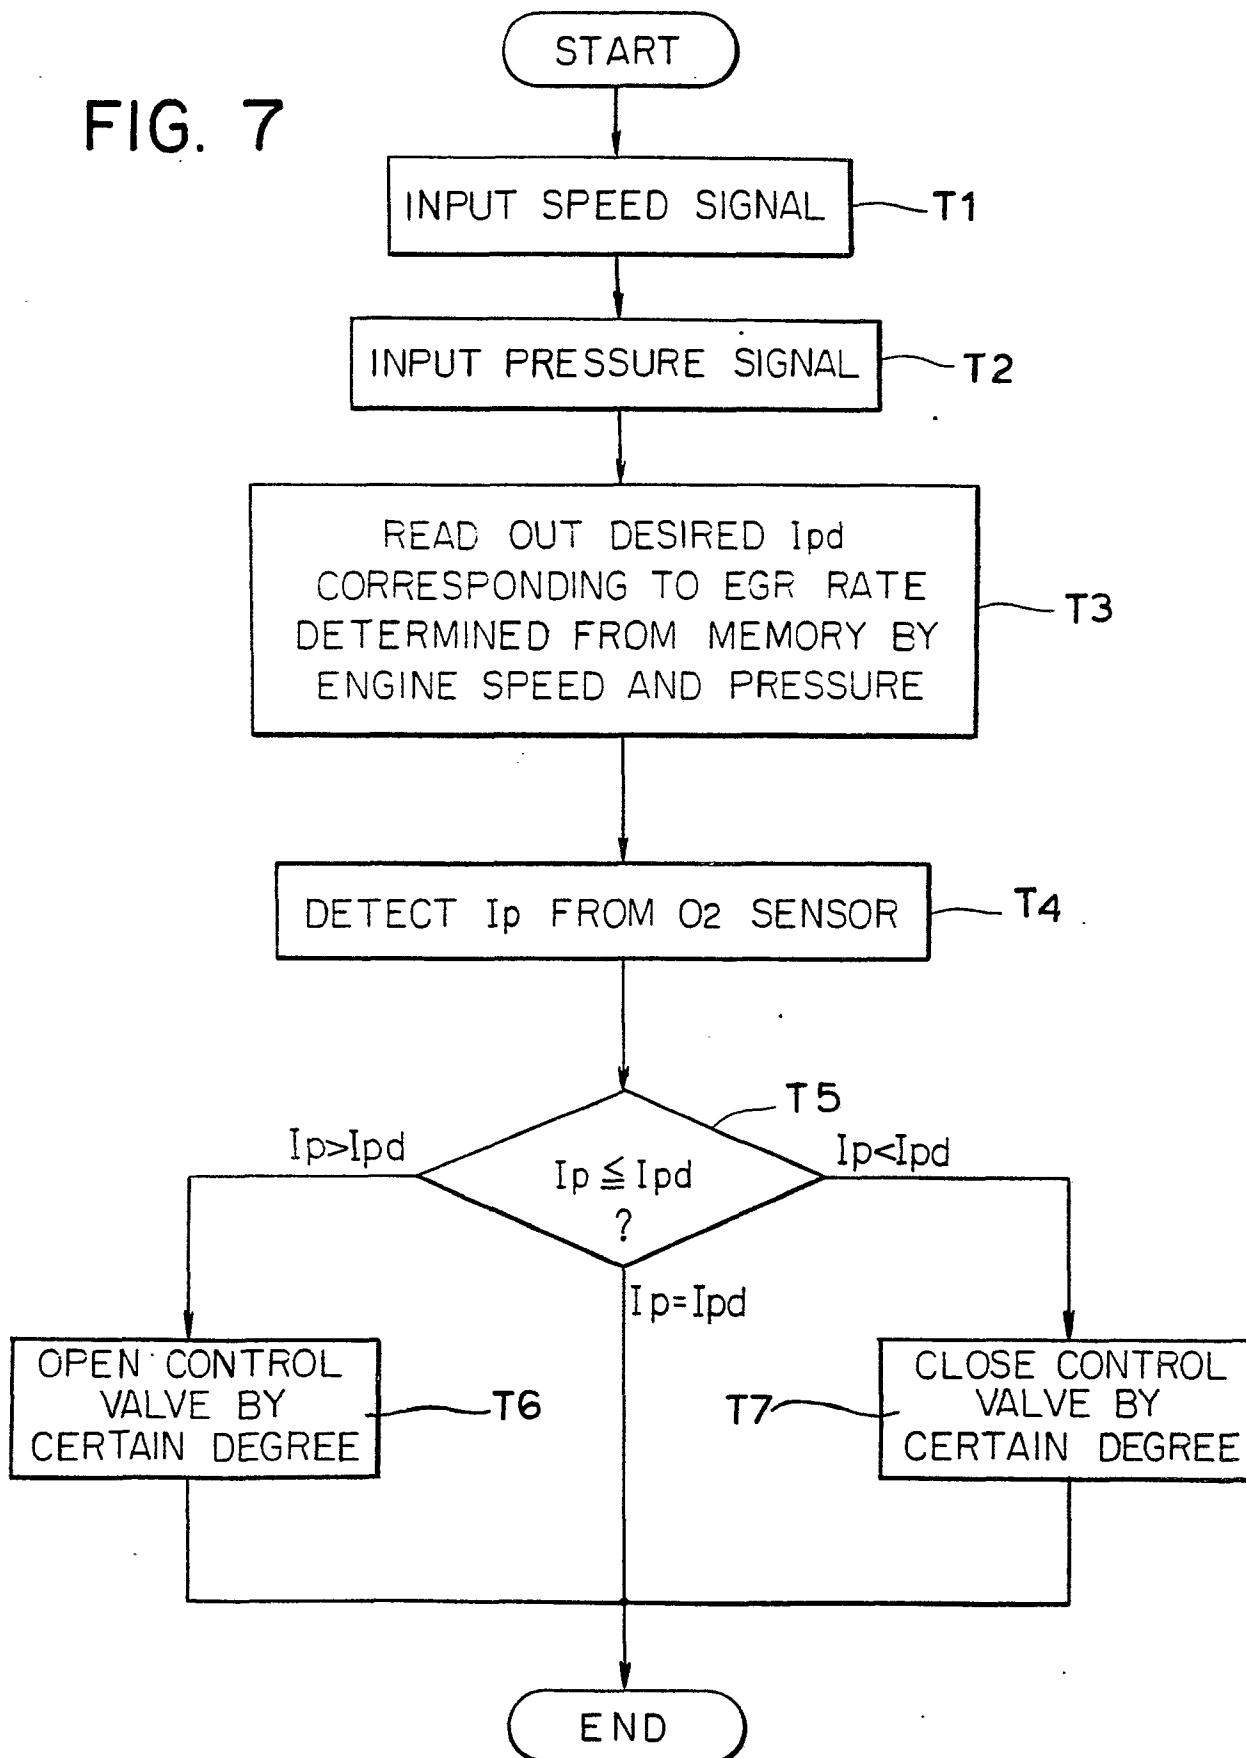 START
FIG. 7
INPUT SPEED SIGNAL
T1
INPUT PRESSURE SIGNAL
T2
READ OUT DESIRED Ipd
CORRESPONDING TO EGR RATE
DETERMINED FROM MEMORY BY
ENGINE SPEED AND PRESSURE
T3
DETECT Ip FROM O2 SENSOR
T4
T5
Ip>Ipd
Ip ≦ Ipd
?
Ip<Ipd
Ip=Ipd
OPEN CONTROL
VALVE BY
CERTAIN DEGREE
T6
T7
CLOSE CONTROL
VALVE BY
CERTAIN DEGREE
END